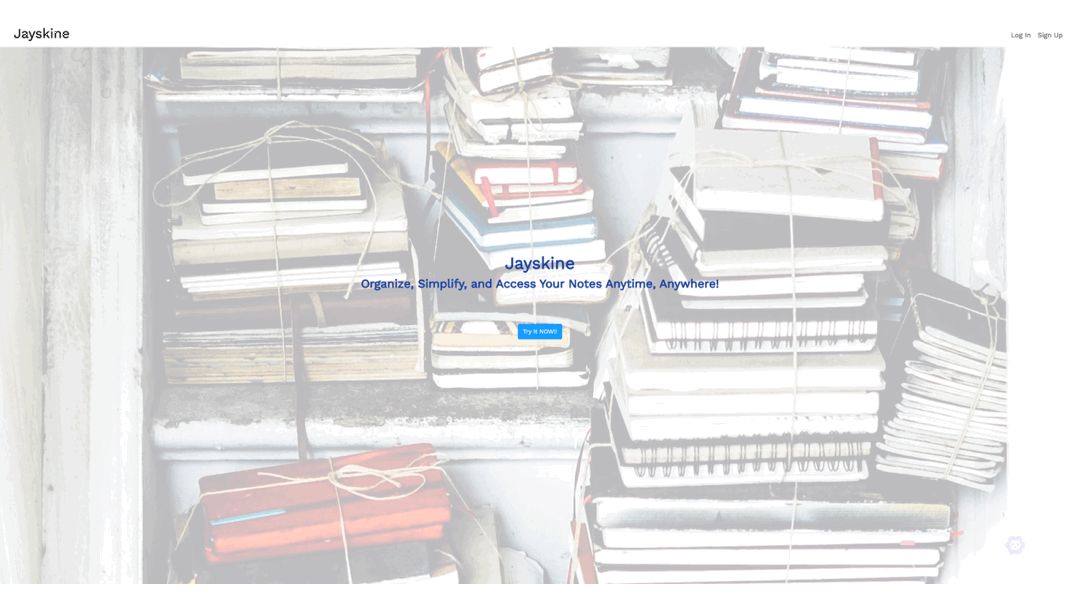 Jayskine
Log In Sign Up
Jayskine
Organize, Simplify, and Access Your Notes Anytime, Anywhere!
Try it NOW!!